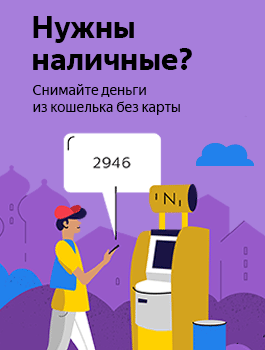 Нужны
наличные?
Снимайте деньги
из кошелька без карты
2946
N